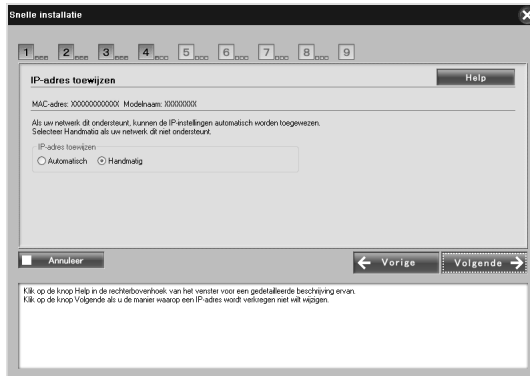 Snelle installatie
1 2 3 4 5 6 7 8 9
IP-adres toewijzen
Help
MAC-adres: XXXXXXXXXXXX Modelnaam: XXXXXXXX
Als uw netwerk dit ondersteunt, kunnen de IP-instellingen automatisch worden toegewezen.
Selecteer Handmatig als uw netwerk dit niet ondersteunt.
IP-adres toewijzen
Automatisch Handmatig
Annuleer
Vorige
Volgende
Klik op de knop Help in de rechterbovenhoek van het venster voor een gedetailleerde beschrijving ervan.
Klik op de knop Volgende als u de manier waarop een IP-adres wordt verkregen niet wilt wijzigen.